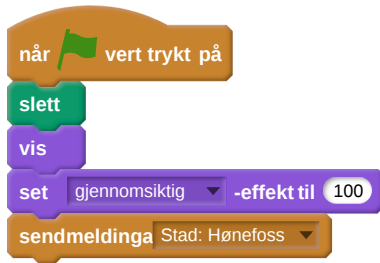 når vert trykt på
slett
vis
set gjennomsiktig -effekt til 100
sendmeldinga Stad: Hønefoss